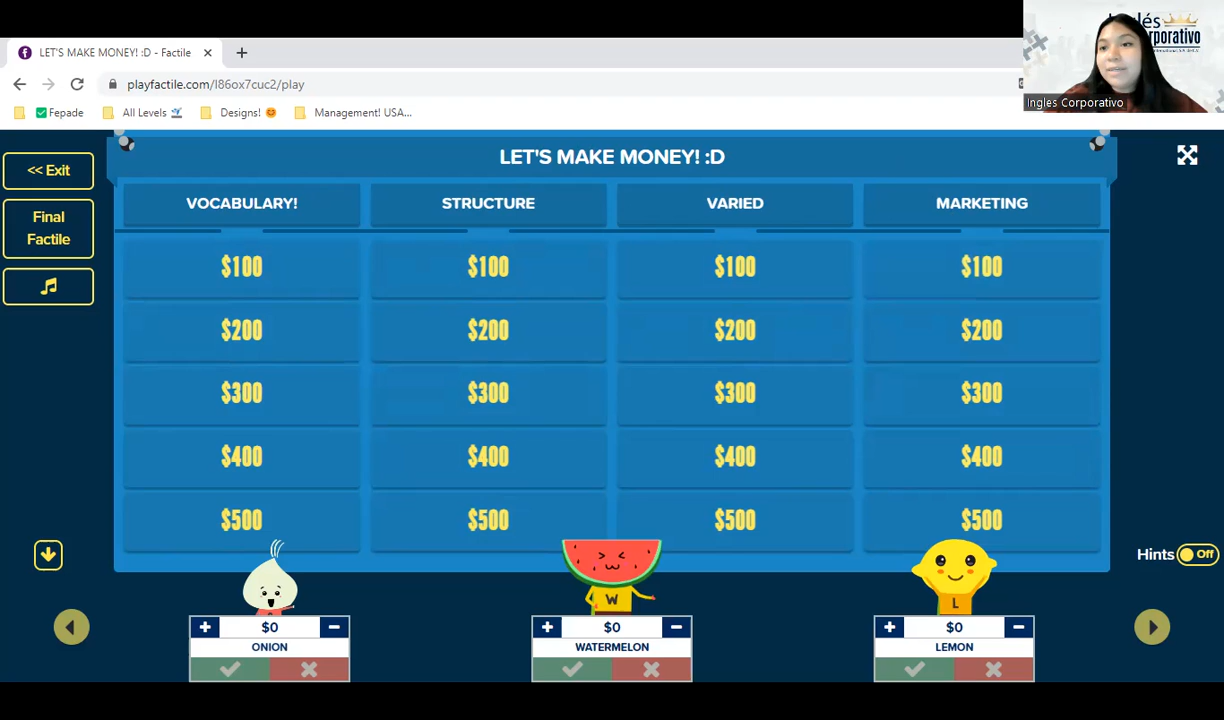 LET'S MAKE MONEY! :D - Factile
playfactile.com/l86ox7cuc2/play
Fepade All Levels Designs! Management! USA...
Inglés
Corporativo
Ingles Corporativo
LET'S MAKE MONEY! :D
<< Exit
Final
Factile
VOCABULARY! STRUCTURE VARIED MARKETING
$100 $100 $100 $100
$200 $200 $200 $200
$300 $300 $300 $300
$400 $400 $400 $400
$500 $500 $500 $500
Hints Off
W L
$0 $0 $0
ONION WATERMELON LEMON